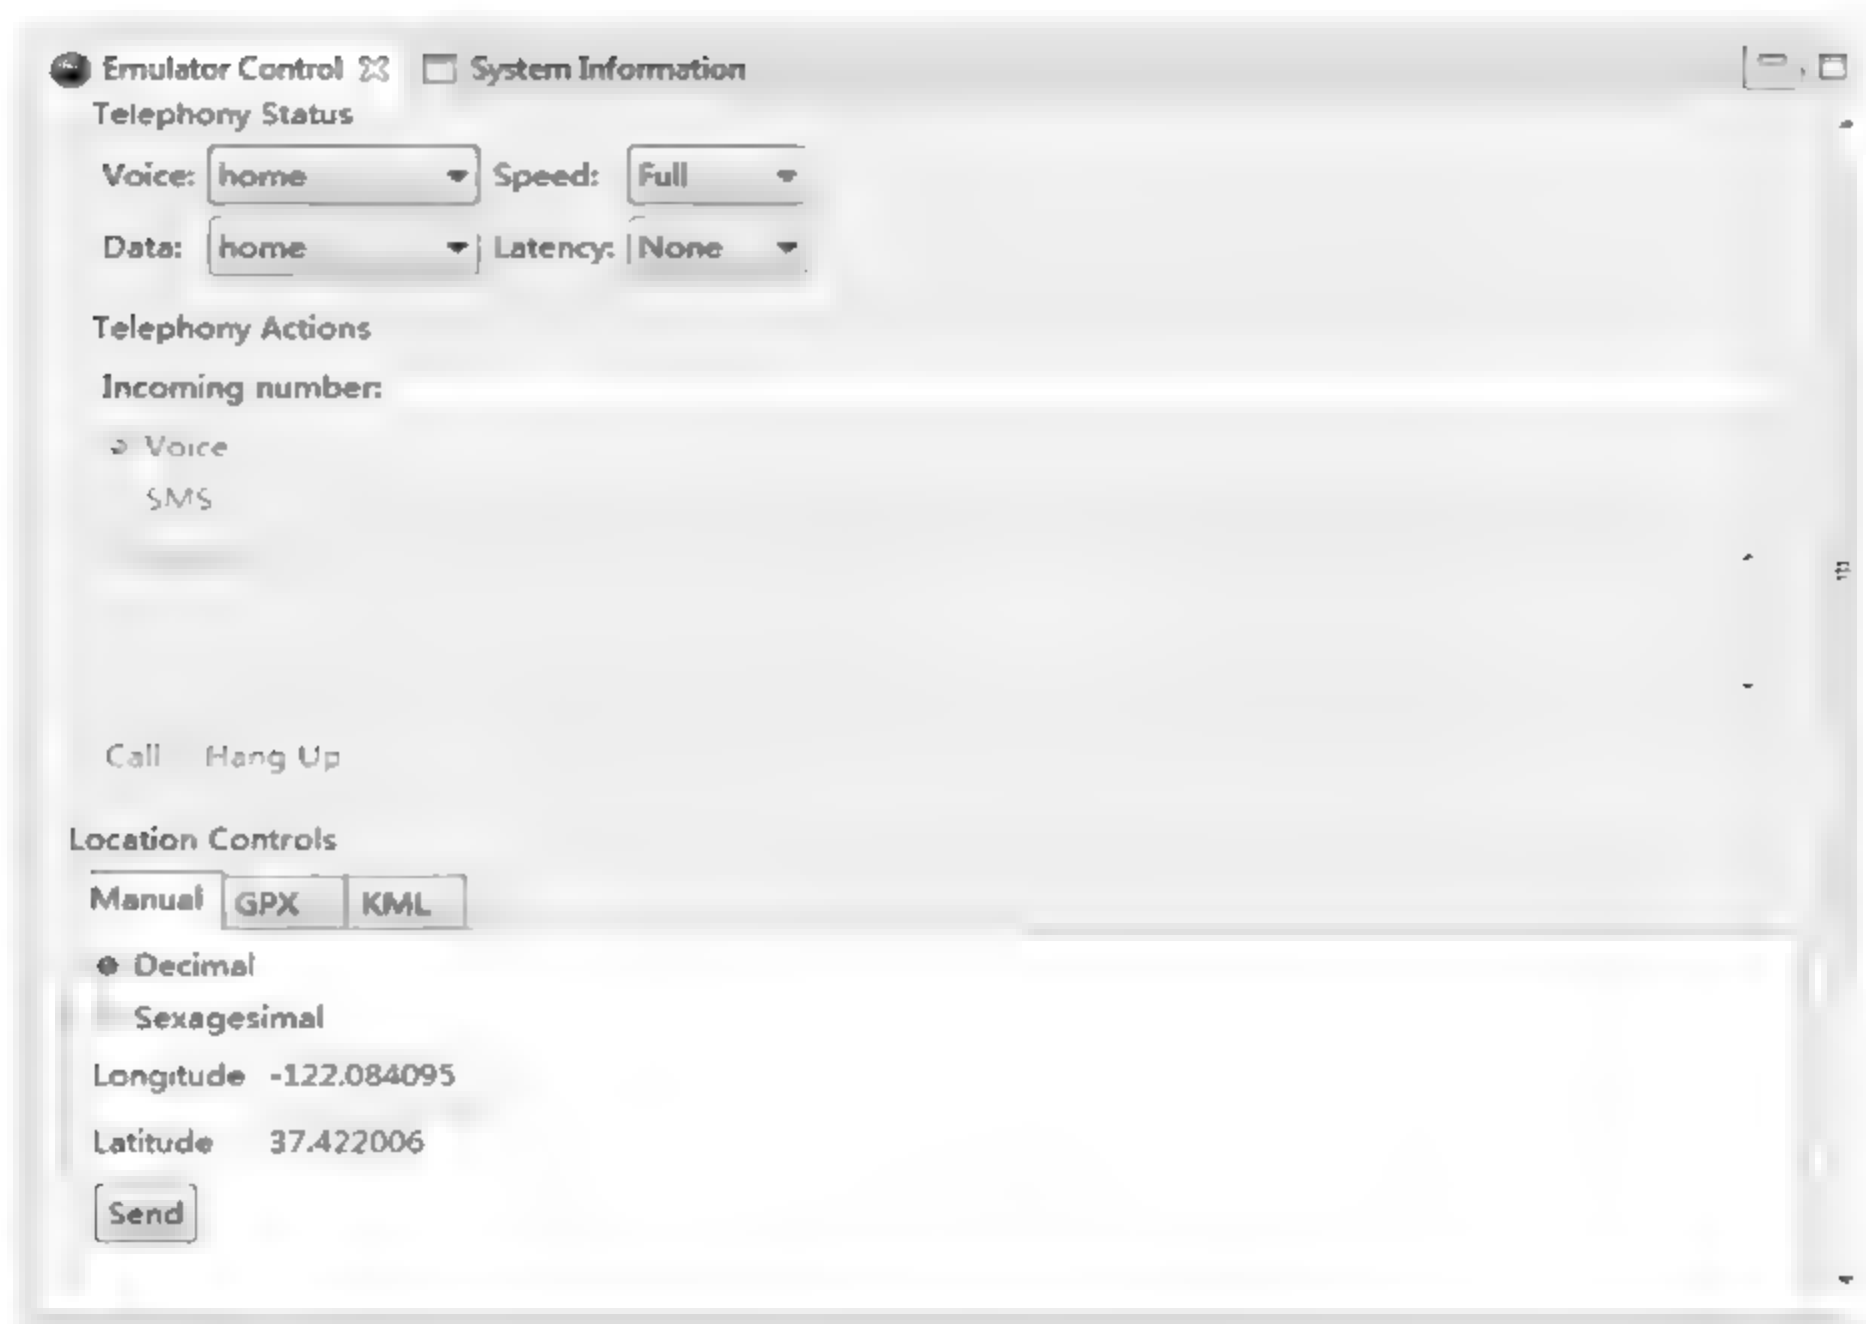 Emulator Control System Information
Telephony Status
Voice: home Speed: Full
Data: home Latency: None
Telephony Actions
Incoming number:
Voice
SMS
Call Hang Up
Location Controls
Manual GPX KML
Decimal
Sexagesimal
Longitude -122.084095
Latitude 37.422006
Send